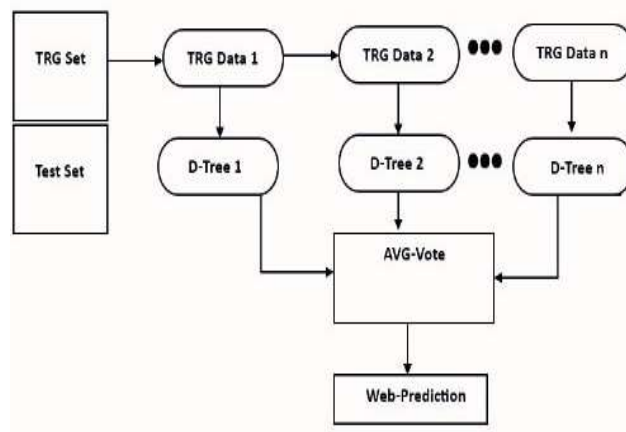 TRG Set
TRG Data 1
TRG Data 2
TRG Data n
Test Set
D-Tree 1
D-Tree 2
D-Tree n
AVG-Vote
Web-Prediction